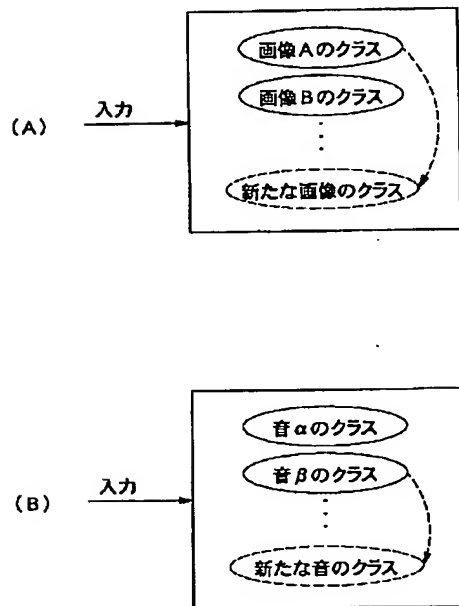 画像Aのクラス
画像Bのクラス
(A) 入力
新たな画像のクラス
音αのクラス
音βのクラス
(B) 入力
新たな音のクラス